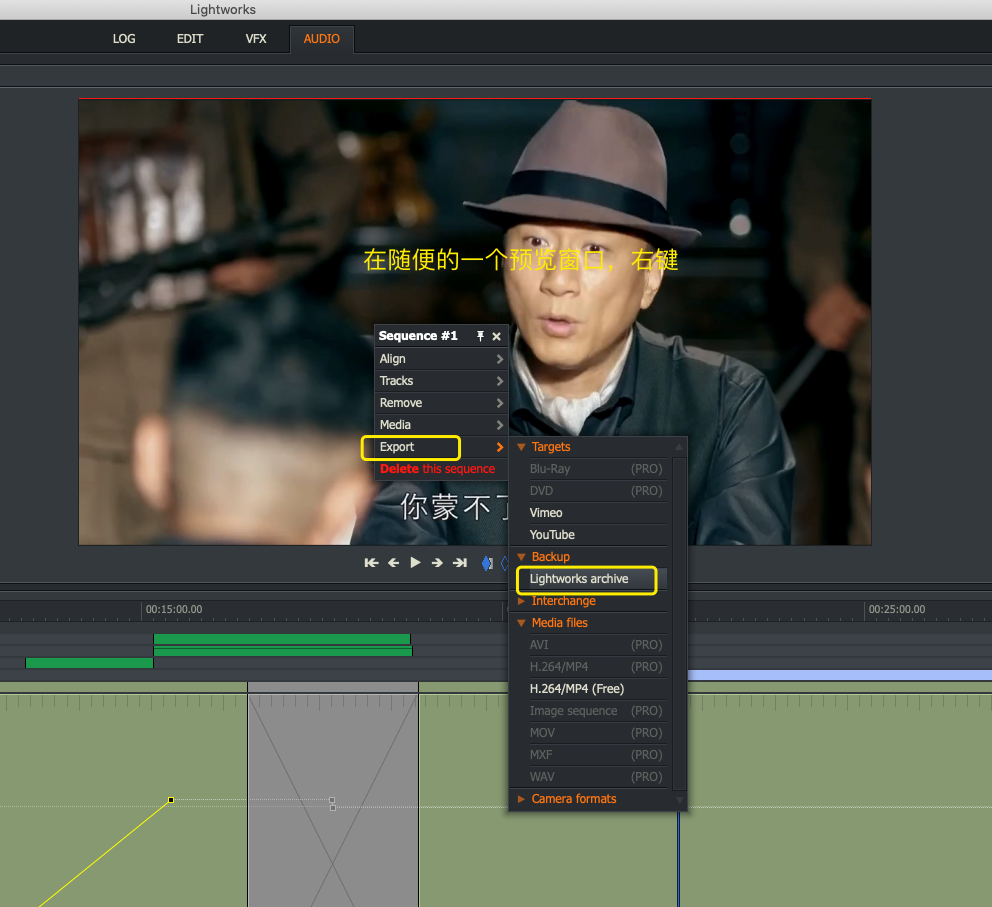 Lightworks
LOG EDIT VFX AUDIO
在随便的一个预览窗口，右键
Sequence #1
Align
Tracks
Remove
Media
Export
Delete this sequence
Targets
Blu-Ray (PRO)
DVD (PRO)
Vimeo
YouTube
Backup
Lightworks archive
Interchange
Media files
AVI (PRO)
H.264/MP4 (PRO)
H.264/MP4 (Free)
Image sequence (PRO)
MOV (PRO)
MXF (PRO)
WAV (PRO)
Camera formats
你蒙不了
00:15:00.00
00:25:00.00